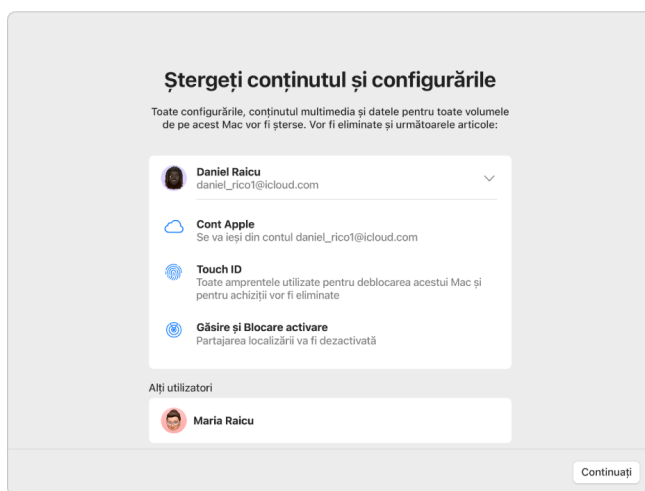 Ștergeți conținutul și configurările
Toate configurările, conținutul multimedia și datele pentru toate volumele
de pe acest Mac vor fi șterse. Vor fi eliminate și următoarele articole:
Daniel Raicu
daniel_rico1@icloud.com
Cont Apple
Se va ieși din contul daniel_rico1@icloud.com
Touch ID
Toate amprentele utilizate pentru deblocarea acestui Mac și
pentru achiziții vor fi eliminate
Găsire și Blocare activare
Partajarea localizării va fi dezactivată
Alți utilizatori
Maria Raicu
Continuați